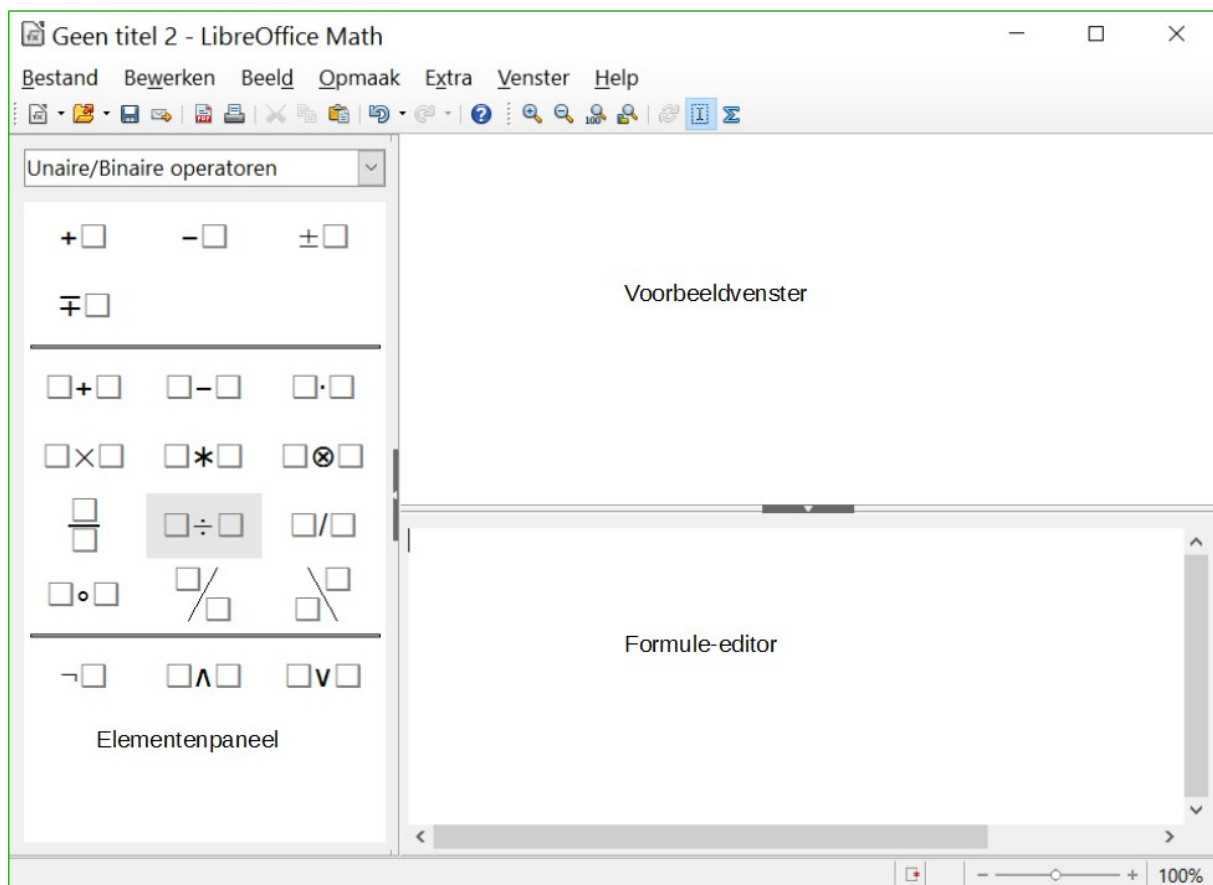 Geen titel 2 - LibreOffice Math
Bestand Bewerken Beeld Opmaak Extra Venster Help
Unaire/Binaire operatoren
+□ −□ ±□
∓□
□+□ □−□ □·□
□×□ □∗□ □⊗□
□÷□ □/□
□∘□
¬□ □∧□ □∨□
Elementenpaneel
Voorbeeldvenster
Formule-editor
100%